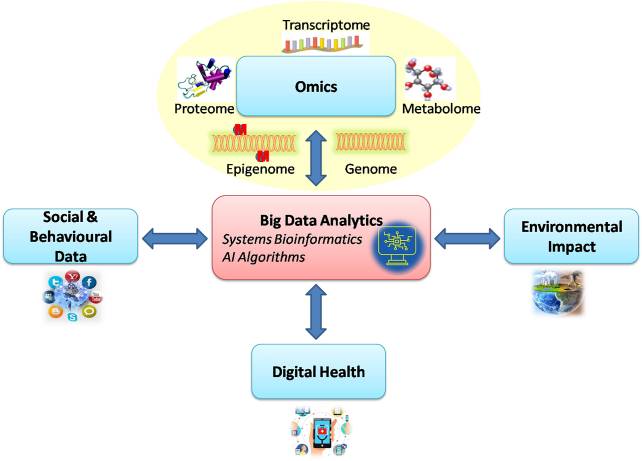 Transcriptome
Omics
Proteome
Metabolome
M
M
Epigenome
Genome
Social &
Behavioural
Data
Big Data Analytics
Systems Bioinformatics
AI Algorithms
Environmental
Impact
Digital Health